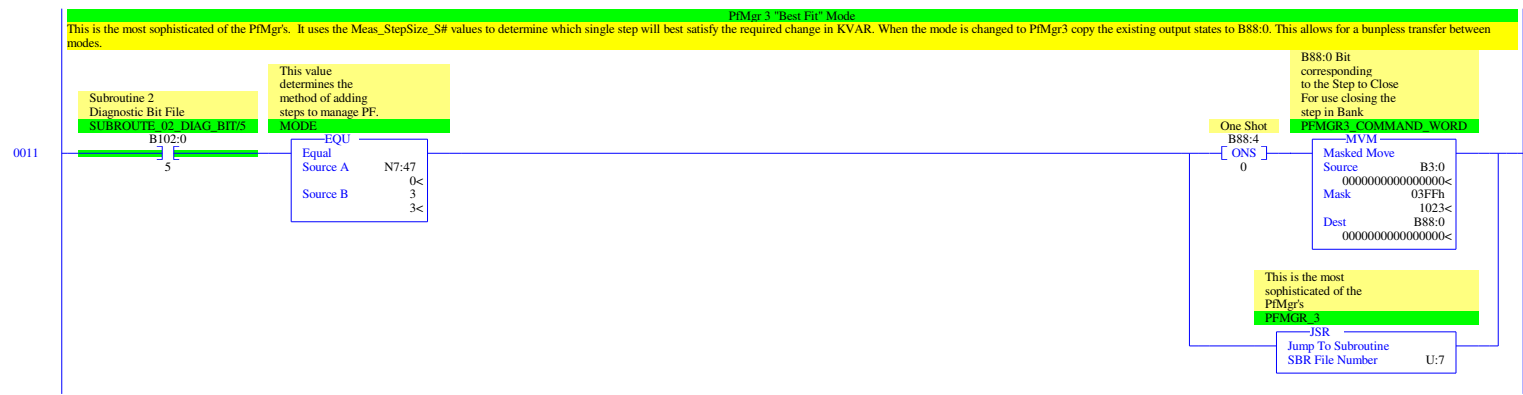 PfMgr 3 "Best Fit" Mode
This is the most sophisticated of the PfMgr's. It uses the Meas_StepSize_S# values to determine which single step will best satisfy the required change in KVAR. When the mode is changed to PfMgr3 copy the existing output states to B88:0. This allows for a bunpless transfer between
modes.
Subroutine 2
Diagnostic Bit File
SUBROUTE_02_DIAG_BIT/5
B102:0
5
This value
determines the
method of adding
steps to manage PF.
MODE
EQU
Equal
Source A N7:47
0<
Source B 3
3<
0011
One Shot
B88:4
ONS
0
B88:0 Bit
corresponding
to the Step to Close
For use closing the
step in Bank
PFMGR3_COMMAND_WORD
MVM
Masked Move
Source B3:0
0000000000000000<
Mask 03FFh
1023<
Dest B88:0
0000000000000000<
This is the most
sophisticated of the
PfMgr's
PFMGR_3
JSR
Jump To Subroutine
SBR File Number U:7